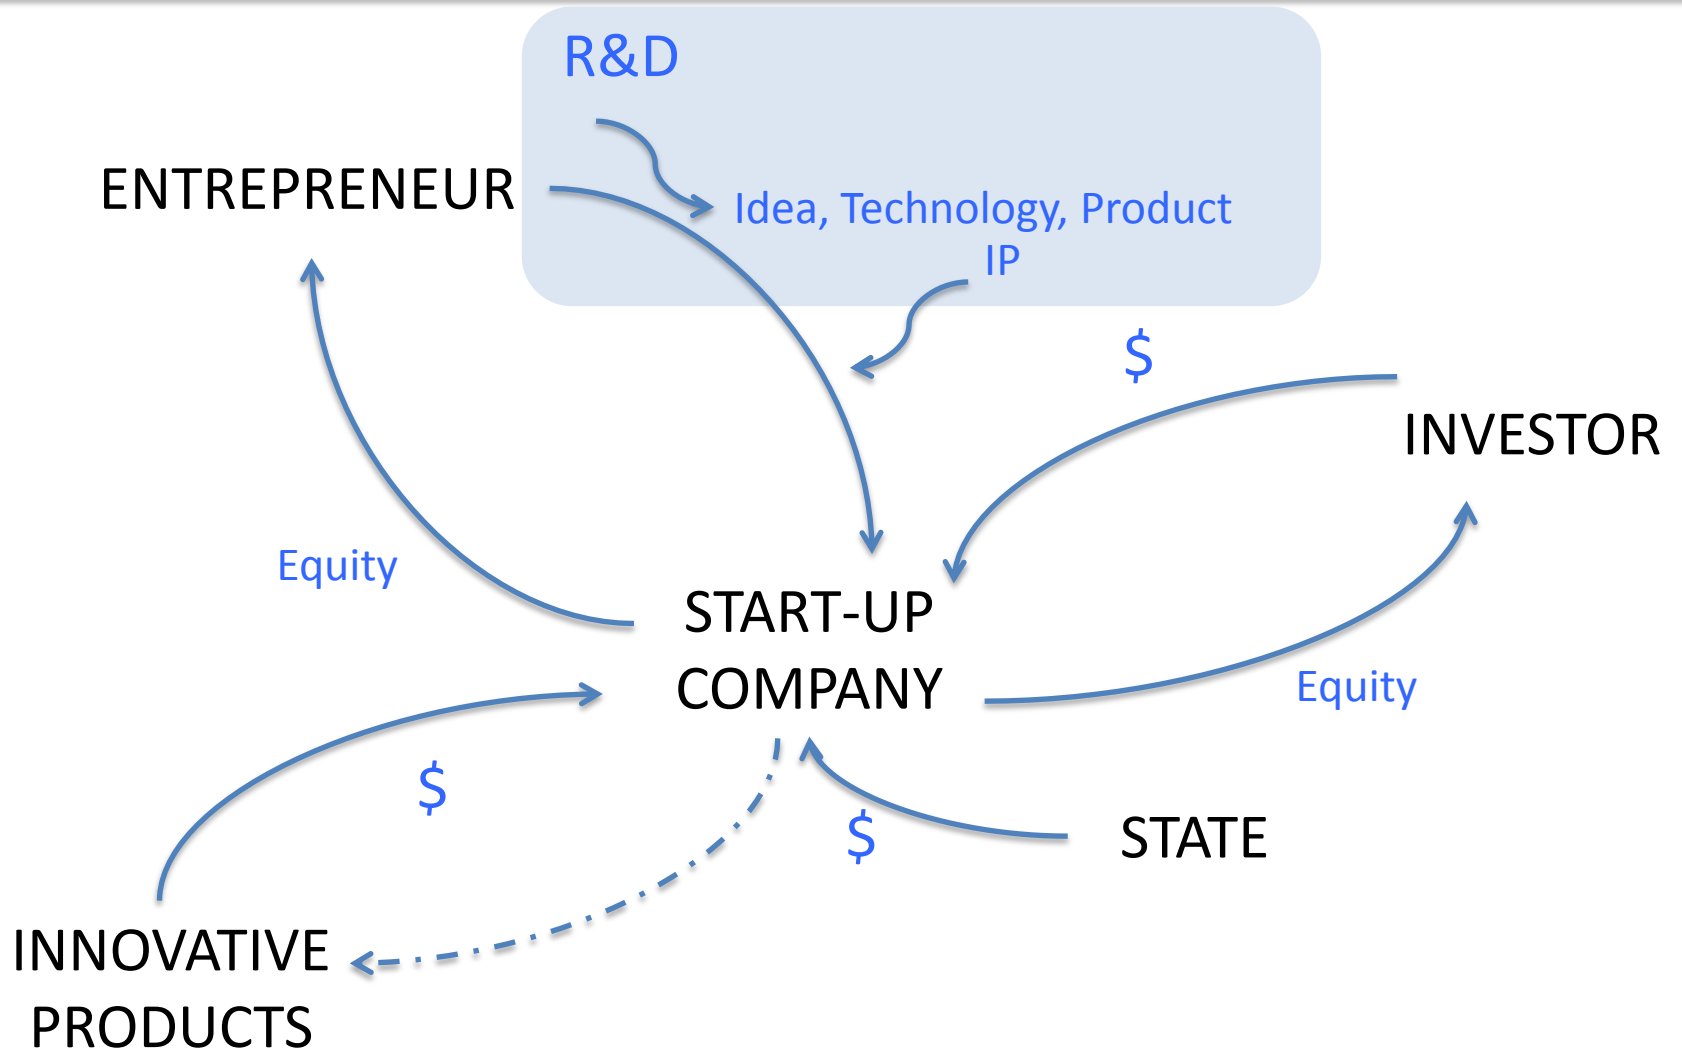 R&D
ENTREPRENEUR
Idea, Technology, Product
IP
$
INVESTOR
Equity
START-UP
COMPANY
Equity
$
$
STATE
INNOVATIVE
PRODUCTS